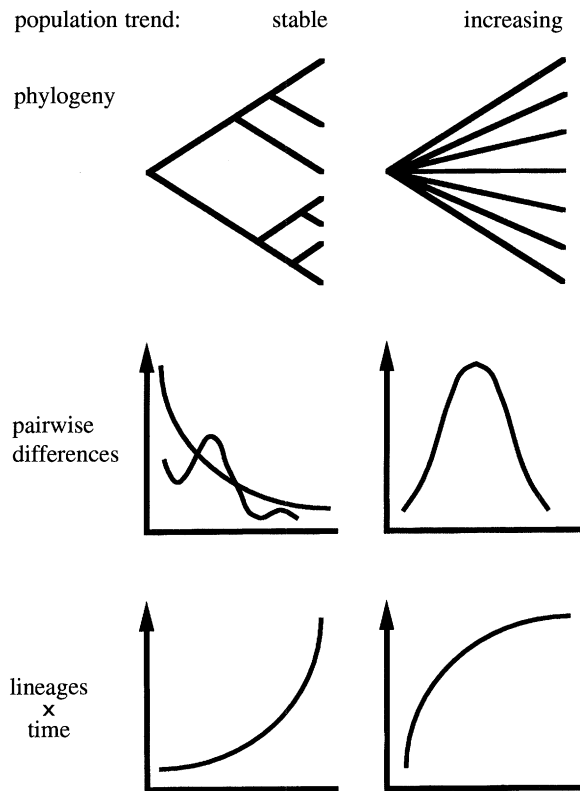 population trend: stable increasing
phylogeny
pairwise
differences
lineages
x
time